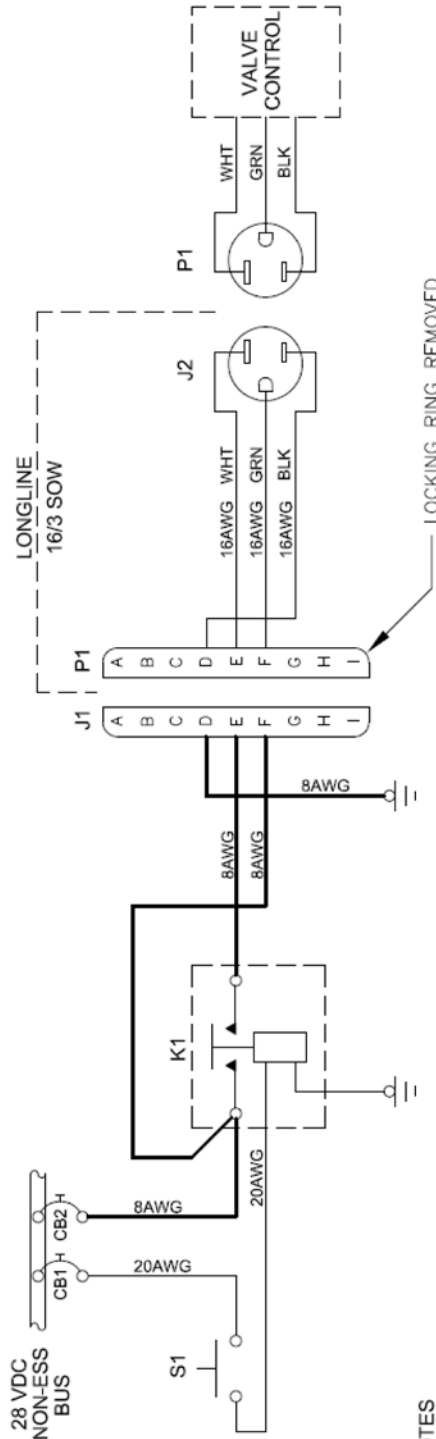 28 VDC
NON-ESS
BUS
CB1
CB2
H
H
8AWG
20AWG
S1
20AWG
K1
8AWG
8AWG
8AWG
J1
A
B
C
D
E
F
G
H
I
P1
A
B
C
D
E
F
G
H
I
LONGLINE
16/3 SOW
16AWG WHT
16AWG GRN
16AWG BLK
J2
P1
WHT
GRN
BLK
VALVE
CONTROL
LOCKING RING REMOVED
TES